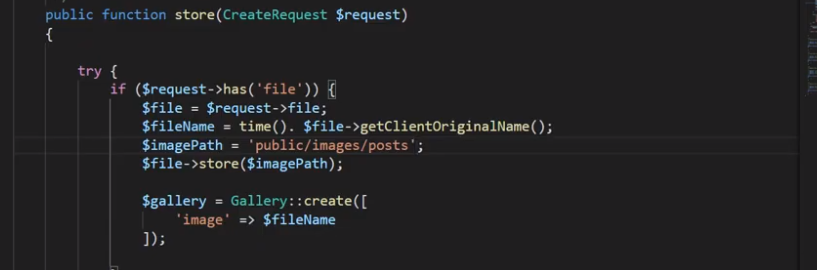 public function store(CreateRequest $request)
{
try {
if ($request->has('file')) {
$file = $request->file;
$fileName = time(). $file->getClientOriginalName();
$imagePath = 'public/images/posts';
$file->store($imagePath);
$gallery = Gallery::create([
'image' => $fileName
]);